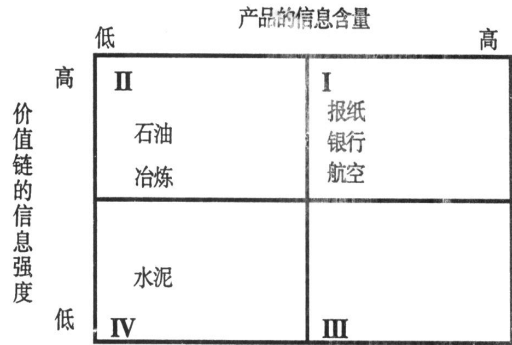 产品的信息含量
低
高
高
II
I
石油
冶炼
报纸
银行
航空
价值链的信息强度
水泥
低
IV
III